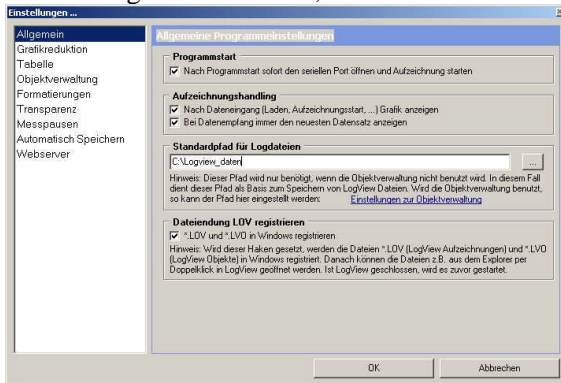 Einstellungen ...
Allgemein
Grafikreduktion
Tabelle
Objektverwaltung
Formatierungen
Transparenz
Messpausen
Automatisch Speichern
Webserver
Allgemeine Programmeinstellungen
Programmstart
Nach Programmstart sofort den seriellen Port öffnen und Aufzeichnung starten
Aufzeichnungshandling
Nach Dateneingang (Laden, Aufzeichnungsstart, ...) Grafik anzeigen
Bei Datenempfang immer den neuesten Datensatz anzeigen
Standardpfad für Logdateien
C:\Logview_daten
...
Hinweis: Dieser Pfad wird nur benötigt, wenn die Objektverwaltung nicht benutzt wird. In diesem Fall
dient dieser Pfad als Basis zum Speichern von LogView Dateien. Wird die Objektverwaltung benutzt,
so kann der Pfad hier eingestellt werden: Einstellungen zur Objektverwaltung
Dateiendung LOV registrieren
*.LOV und *.LVO in Windows registrieren
Hinweis: Wird dieser Haken gesetzt, werden die Dateien *.LOV (LogView Aufzeichnungen) und *.LVO
(LogView Objekte) in Windows registriert. Danach können die Dateien z.B. aus dem Explorer per
Doppelklick in LogView geöffnet werden. Ist LogView geschlossen, wird es zuvor gestartet.
OK
Abbrechen